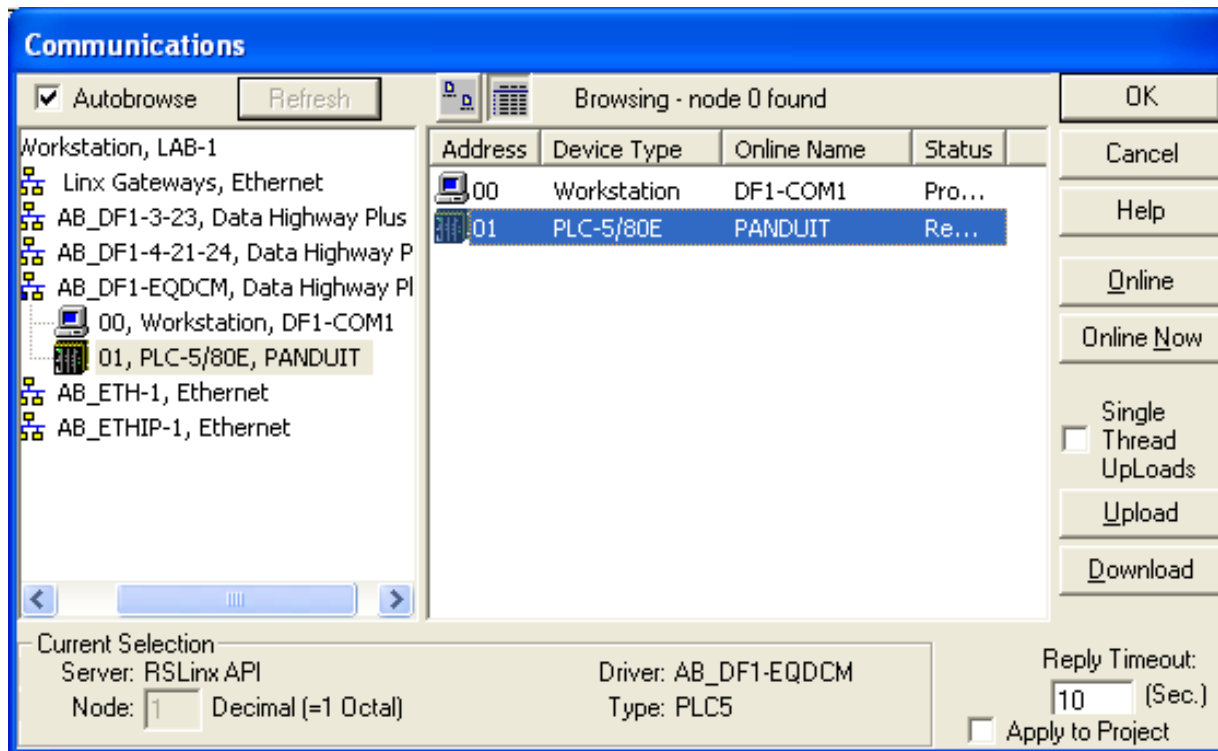 Communications
Autobrowse
Refresh
Browsing - node 0 found
Workstation, LAB-1
Linx Gateways, Ethernet
AB_DF1-3-23, Data Highway Plus
AB_DF1-4-21-24, Data Highway P
AB_DF1-EQDCM, Data Highway Pl
00, Workstation, DF1-COM1
01, PLC-5/80E, PANDUIT
AB_ETH-1, Ethernet
AB_ETHIP-1, Ethernet
Address Device Type Online Name Status
00 Workstation DF1-COM1 Pro...
01 PLC-5/80E PANDUIT Re...
OK
Cancel
Help
Online
Online Now
Single
Thread
UpLoads
Upload
Download
Current Selection
Server: RSLinx API
Driver: AB_DF1-EQDCM
Node: 1 Decimal (=1 Octal)
Type: PLC5
Reply Timeout:
10 (Sec.)
Apply to Project